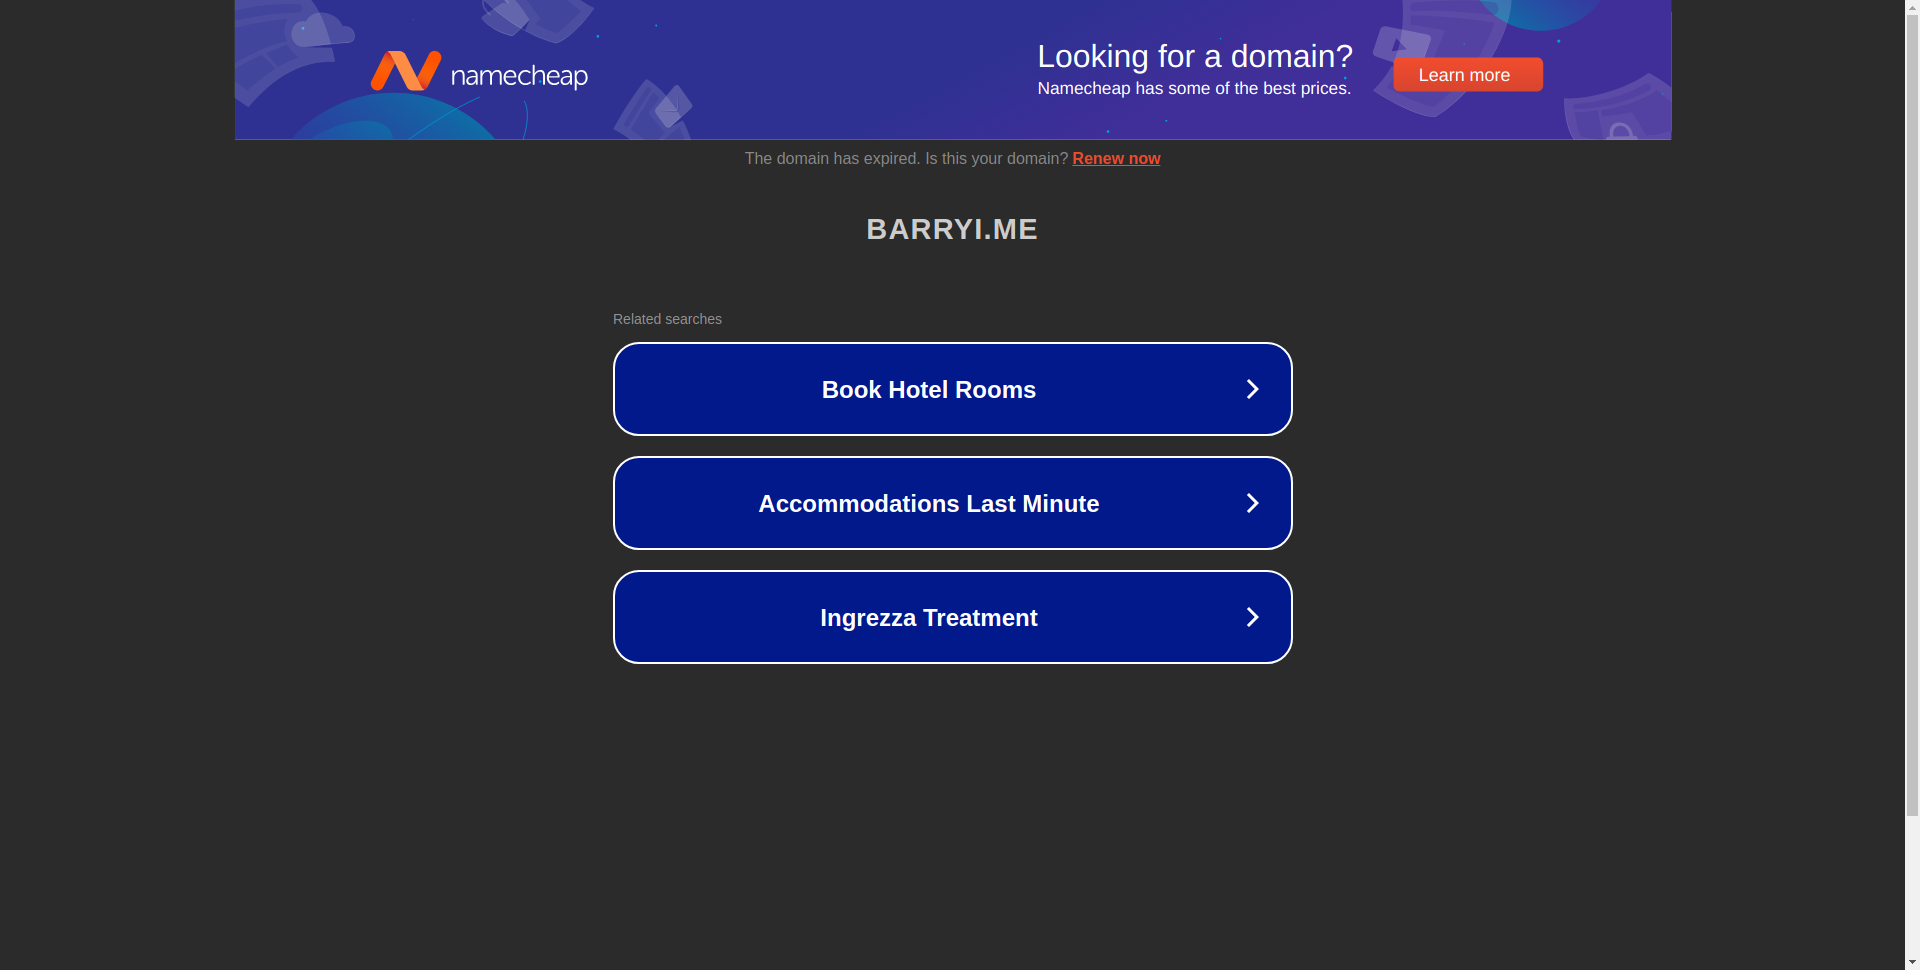 namecheap
Looking for a domain?
Namecheap has some of the best prices.
Learn more
The domain has expired. Is this your domain? Renew now
BARRYI.ME
Related searches
Book Hotel Rooms
Accommodations Last Minute
Ingrezza Treatment